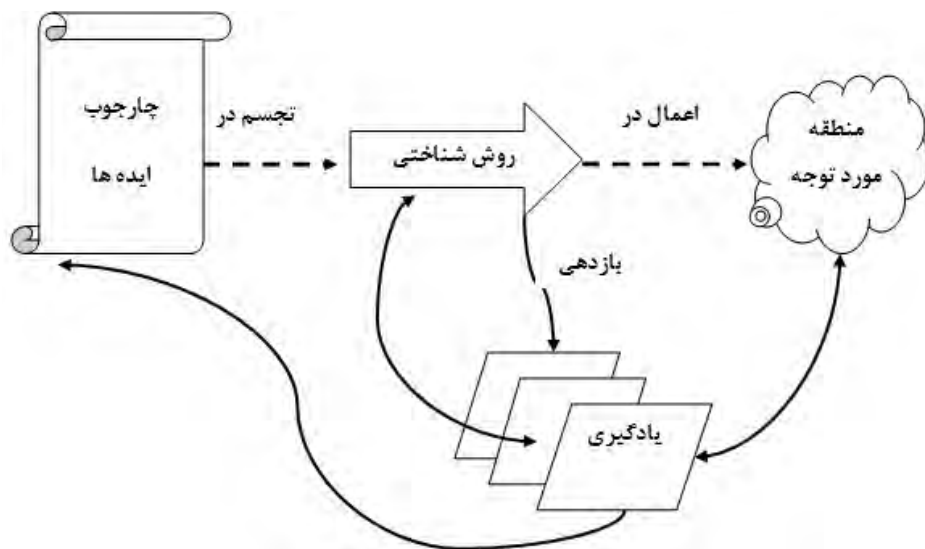 چارچوب
ایده ها
تجسم در
روش شناختی
اعمال در
منطقه
مورد توجه
بازدهی
یادگیری